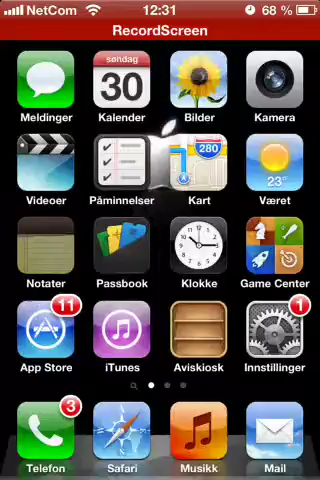 NetCom 12:31 68 %
RecordScreen
søndag
30
Meldinger Kalender Bilder Kamera
280
23°
Videoer Påminnelser Kart Været
Notater Passbook Klokke Game Center
11 1
App Store iTunes Aviskiosk Innstillinger
3
Telefon Safari Musikk Mail